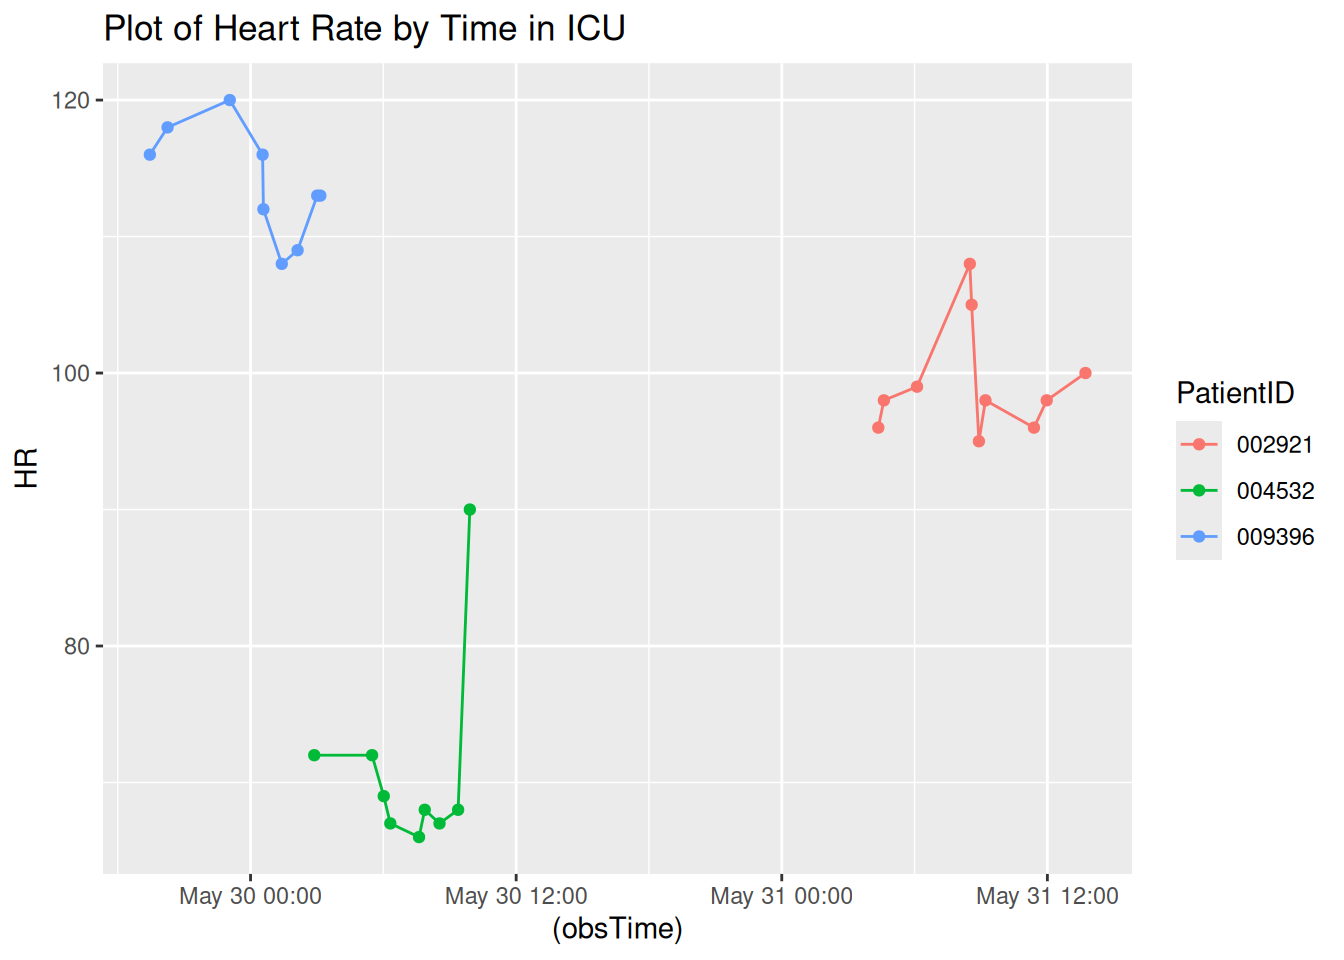 Plot of Heart Rate by Time in ICU
120
100
80
HR
May 30 00:00
May 30 12:00
May 31 00:00
May 31 12:00
(obsTime)
PatientID
002921
004532
009396